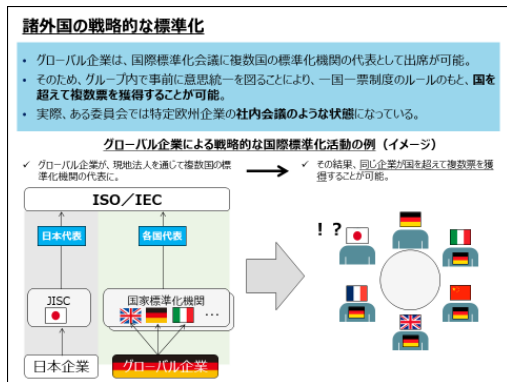 諸外国の戦略的な標準化
• グローバル企業は、国際標準化会議に複数国の標準化機関の代表として出席が可能。
• そのため、グループ内で事前に意思統一を図ることにより、一国一票制度のルールのもと、国を
超えて複数票を獲得することが可能。
• 実際、ある委員会では特定欧州企業の社内会議のような状態になっている。
グローバル企業による戦略的な国際標準化活動の例（イメージ）
✓ グローバル企業が、現地法人を通じて複数国の標
準化機関の代表に。
✓ その結果、同じ企業が国を超えて複数票を獲
得することが可能。
ISO／IEC
日本代表
各国代表
JISC
国家標準化機関
…
日本企業
グローバル企業
！？